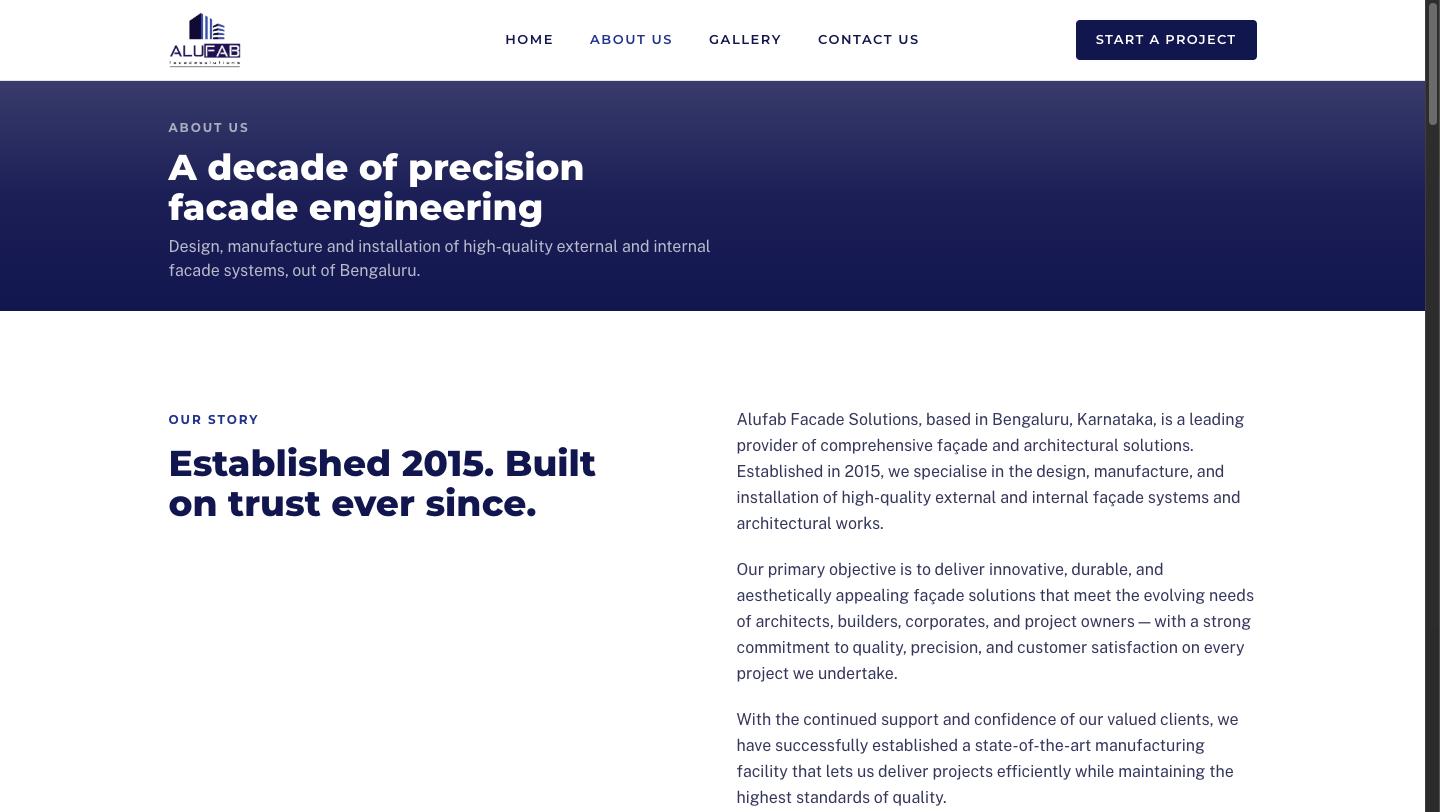 ALUFAB
facadesolutions
HOME
ABOUT US
GALLERY
CONTACT US
START A PROJECT
ABOUT US
A decade of precision
facade engineering
Design, manufacture and installation of high-quality external and internal
facade systems, out of Bengaluru.
OUR STORY
Established 2015. Built
on trust ever since.
Alufab Facade Solutions, based in Bengaluru, Karnataka, is a leading
provider of comprehensive façade and architectural solutions.
Established in 2015, we specialise in the design, manufacture, and
installation of high-quality external and internal façade systems and
architectural works.
Our primary objective is to deliver innovative, durable, and
aesthetically appealing façade solutions that meet the evolving needs
of architects, builders, corporates, and project owners — with a strong
commitment to quality, precision, and customer satisfaction on every
project we undertake.
With the continued support and confidence of our valued clients, we
have successfully established a state-of-the-art manufacturing
facility that lets us deliver projects efficiently while maintaining the
highest standards of quality.